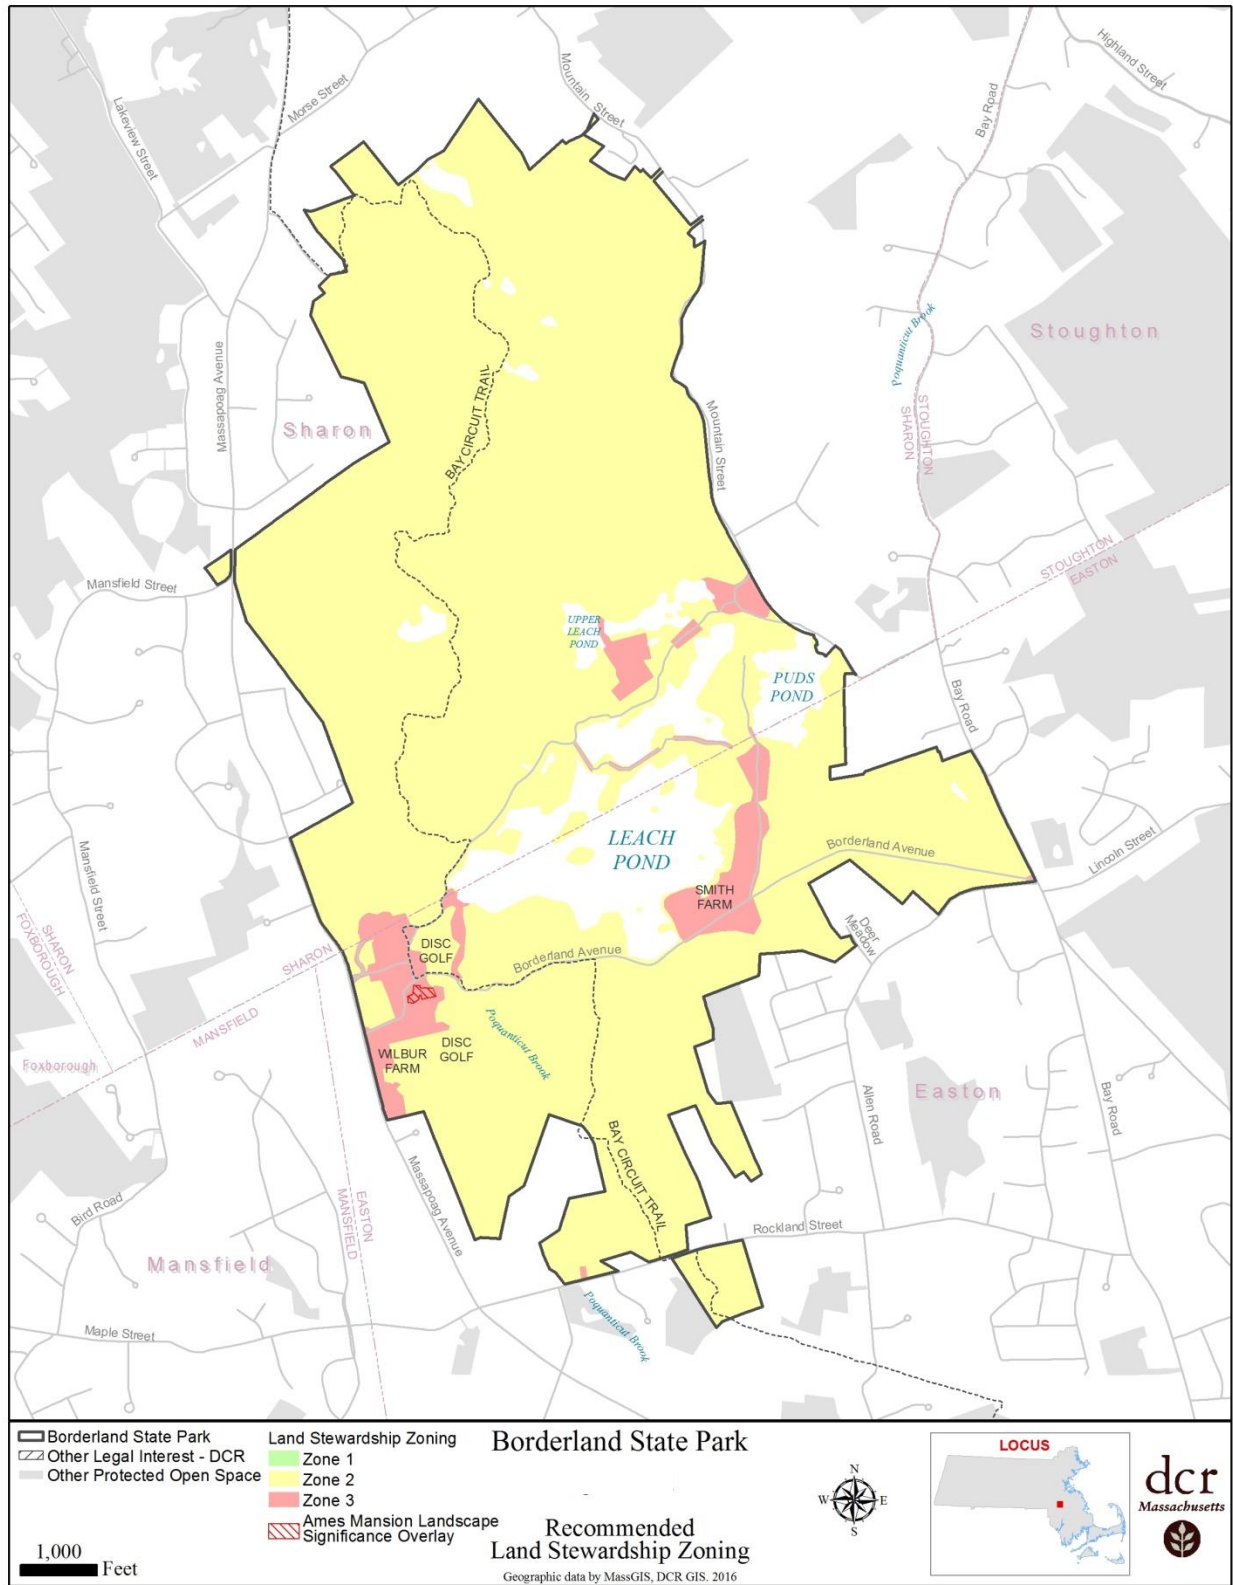 Highland Street
Mountain Street
Bay Road
Morse Street
Lakeview Street
Poquanticut Brook
Stoughton
Massapoag Avenue
BAY CIRCUIT TRAIL
Sharon
Mountain Street
STOUGHTON
SHARON
STOUGHTON
EASTON
Mansfield Street
UPPER
LEACH
POND
PUDS
POND
Bay Road
LEACH
POND
Borderland Avenue
Lincoln Street
Mansfield Street
SMITH
FARM
Deer
Meadow
SHARON
FOXBOROUGH
SHARON
MANSFIELD
DISC
GOLF
Borderland Avenue
Foxborough
WILBUR
FARM
DISC
GOLF
Poquanticut Brook
Easton
Allen Road
Bay Road
Massapoag Avenue
BAY CIRCUIT TRAIL
Bird Road
EASTON
MANSFIELD
Rockland Street
Mansfield
Poquanticut Brook
Maple Street
Borderland State Park
Other Legal Interest - DCR
Other Protected Open Space
1,000
Feet
Land Stewardship Zoning
Zone 1
Zone 2
Zone 3
Ames Mansion Landscape
Significance Overlay
Borderland State Park
Recommended
Land Stewardship Zoning
Geographic data by MassGIS, DCR GIS. 2016
N
W
E
S
LOCUS
dcr
Massachusetts